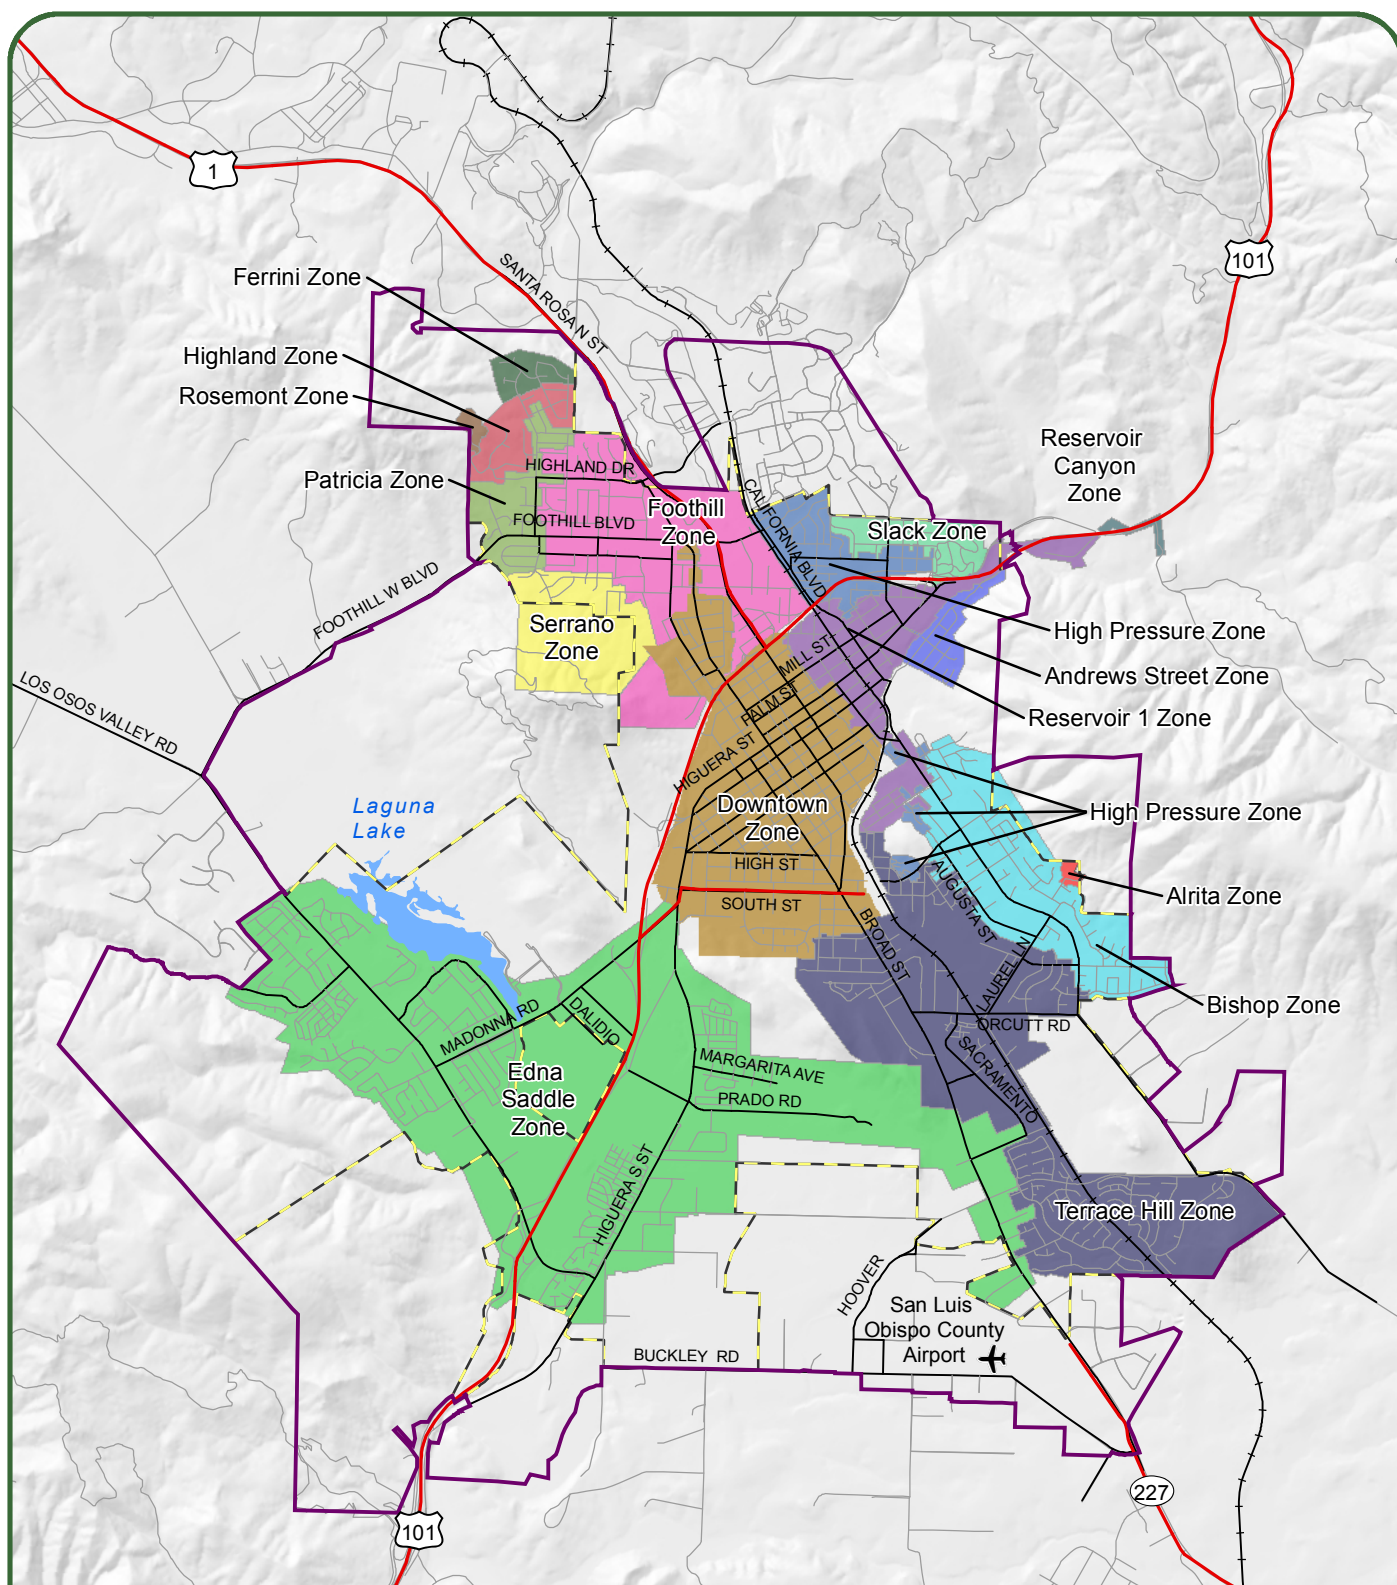 1
101
SANTA ROSA N ST
Ferrini Zone
Highland Zone
Rosemont Zone
Patricia Zone
HIGHLAND DR
FOOTHILL BLVD
Foothill
Zone
CALIFORNIA BLVD
Slack Zone
Reservoir
Canyon
Zone
FOOTHILL W BLVD
Serrano
Zone
MILL ST
PALM ST
High Pressure Zone
Andrews Street Zone
Reservoir 1 Zone
LOS OSOS VALLEY RD
HIGUERA ST
Laguna
Lake
Downtown
Zone
High Pressure Zone
HIGH ST
AUGUSTA ST
Alrita Zone
SOUTH ST
BROAD ST
LAUREL LN
Bishop Zone
MADONNA RD
DALIDIO
ORCUTT RD
SACRAMENTO
Edna
Saddle
Zone
MARGARITA AVE
PRADO RD
HIGUERA S ST
Terrace Hill Zone
HOOVER
San Luis
Obispo County
Airport
BUCKLEY RD
227
101